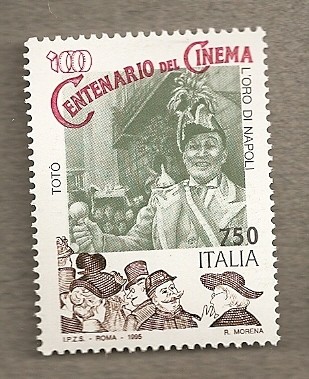 100
CENTENARIO DEL CINEMA
TOTÒ
L'ORO DI NAPOLI
750
ITALIA
I.P.Z.S. - ROMA - 1995
R. MORENA